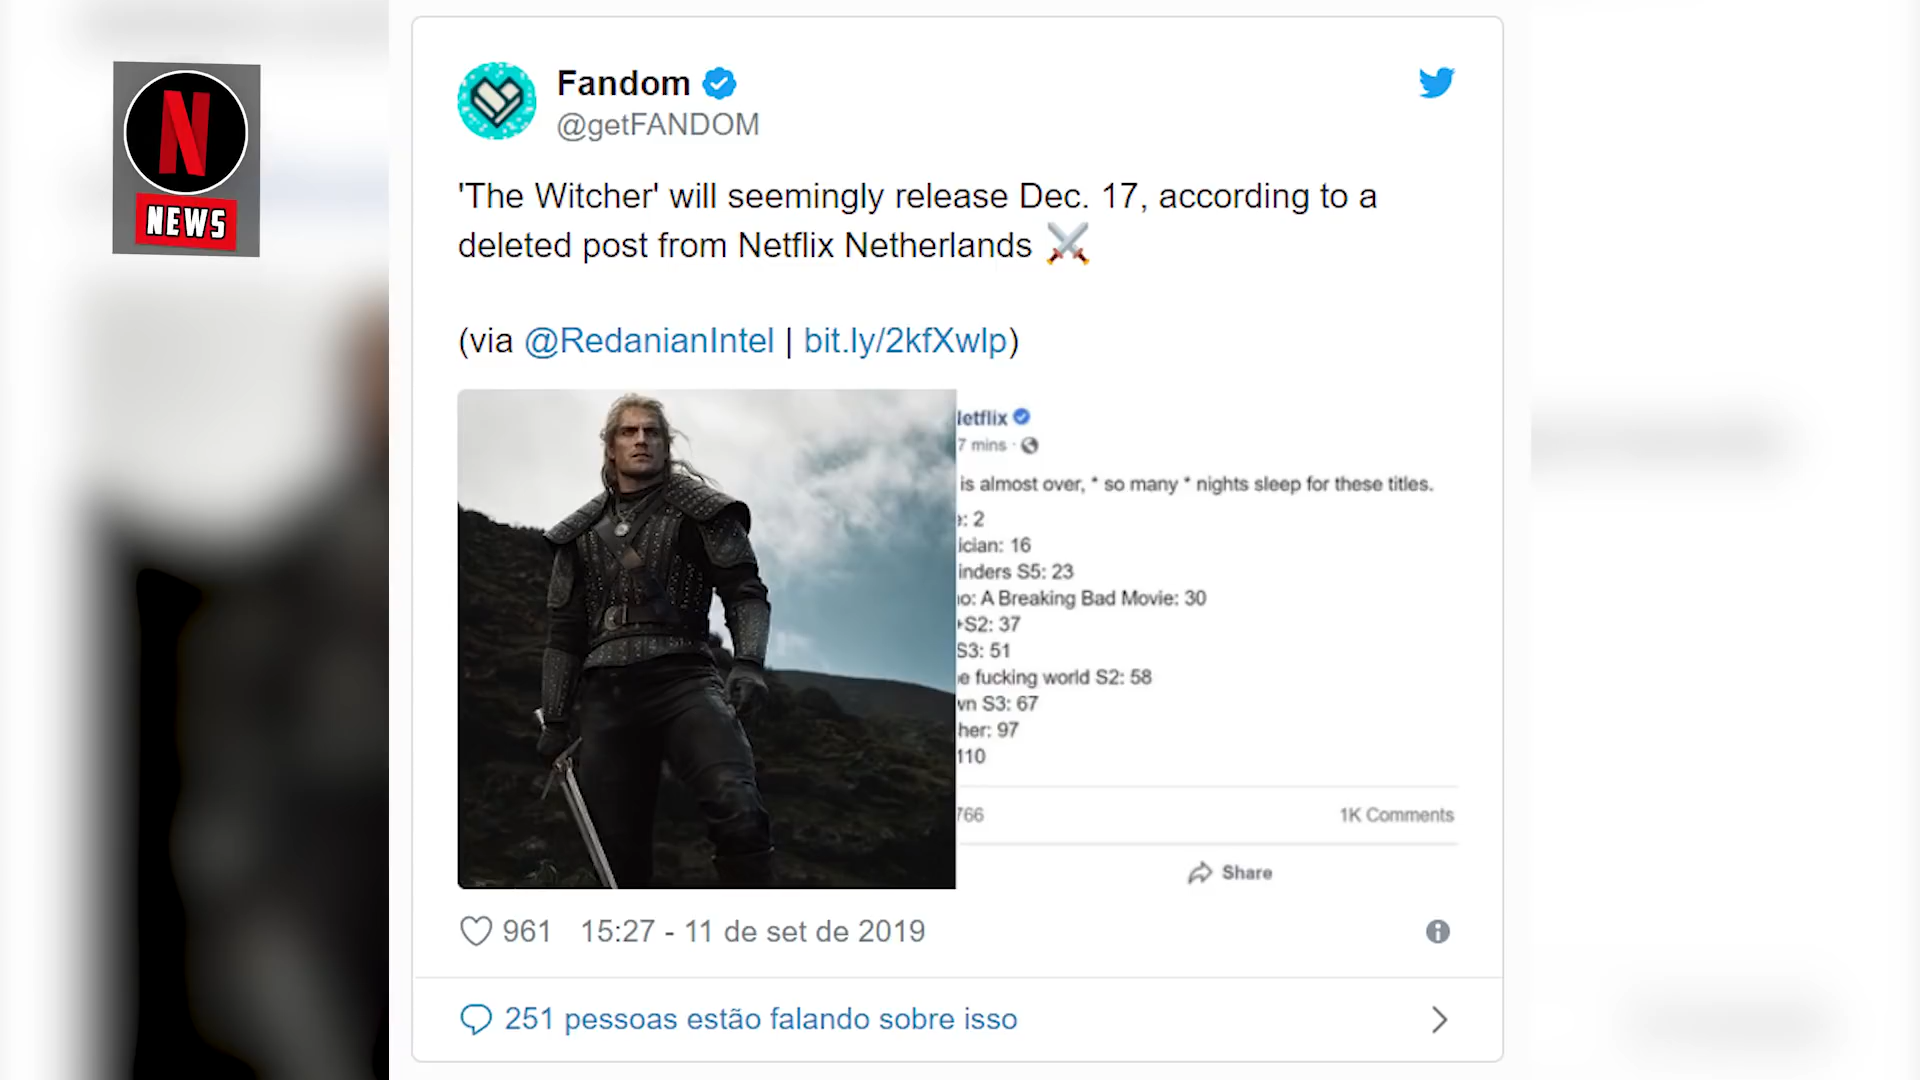 N
NEWS
Fandom
@getFANDOM
'The Witcher' will seemingly release Dec. 17, according to a
deleted post from Netflix Netherlands
(via @RedanianIntel | bit.ly/2kfXwlp)
letflix
7 mins ·
is almost over, * so many * nights sleep for these titles.
: 2
ician: 16
inders S5: 23
o: A Breaking Bad Movie: 30
S2: 37
S3: 51
e fucking world S2: 58
wn S3: 67
her: 97
110
766
1K Comments
Share
961 15:27 - 11 de set de 2019
251 pessoas estão falando sobre isso